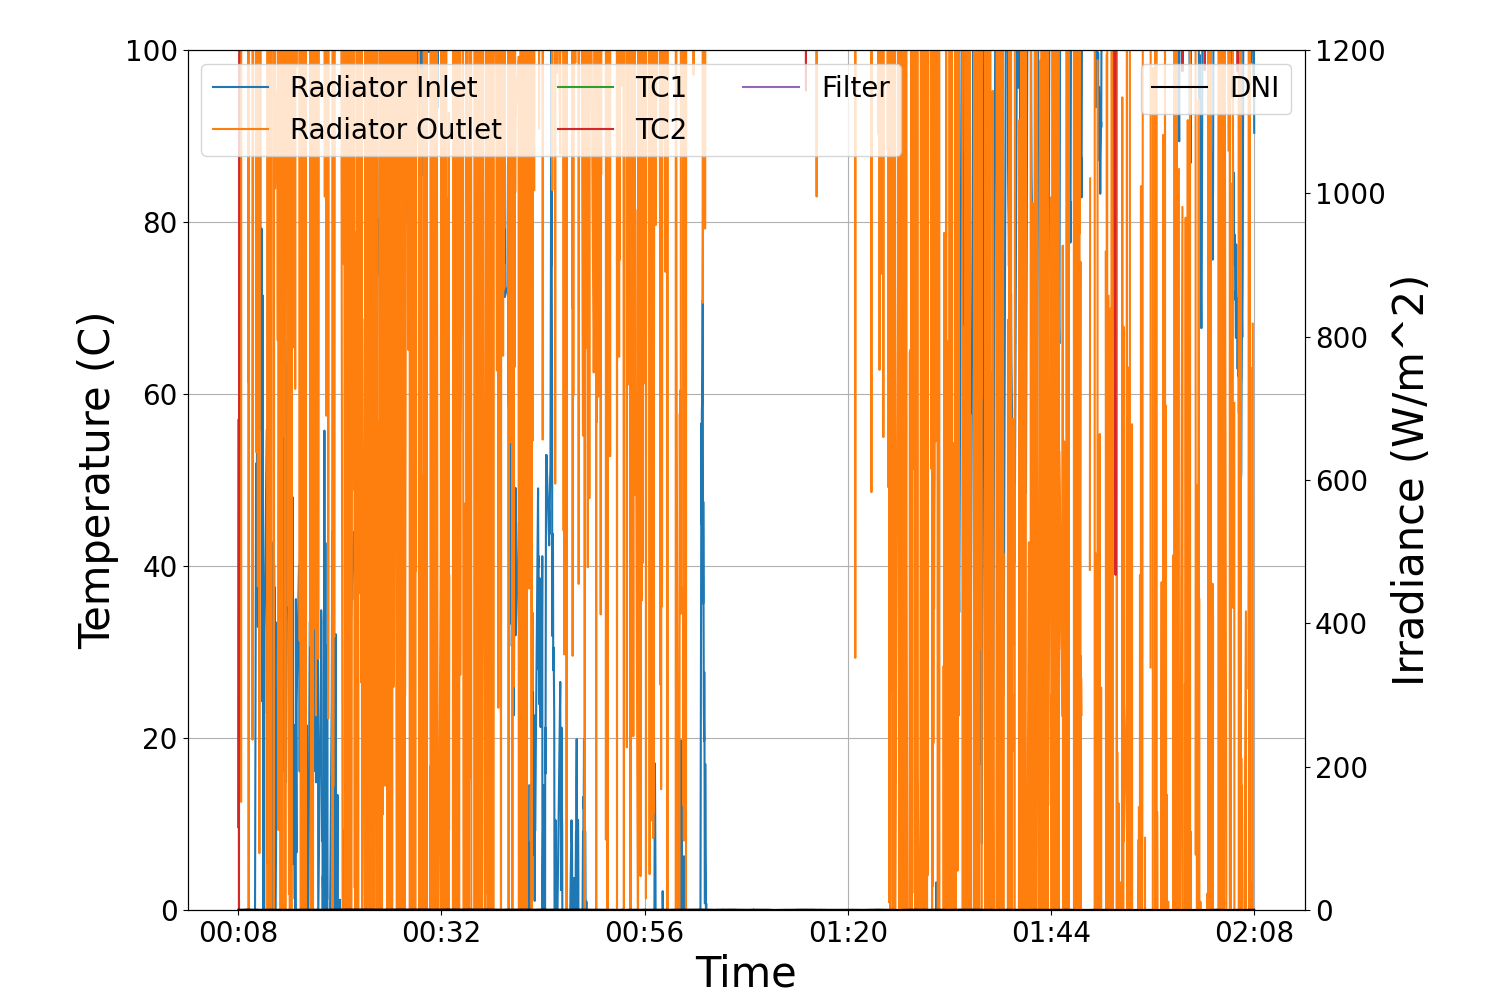 Radiator Inlet
Radiator Outlet
TC1
TC2
Filter
DNI
100
80
60
40
20
0
Temperature (C)
1200
1000
800
600
400
200
0
Irradiance (W/m^2)
00:08 00:32 00:56 01:20 01:44 02:08
Time